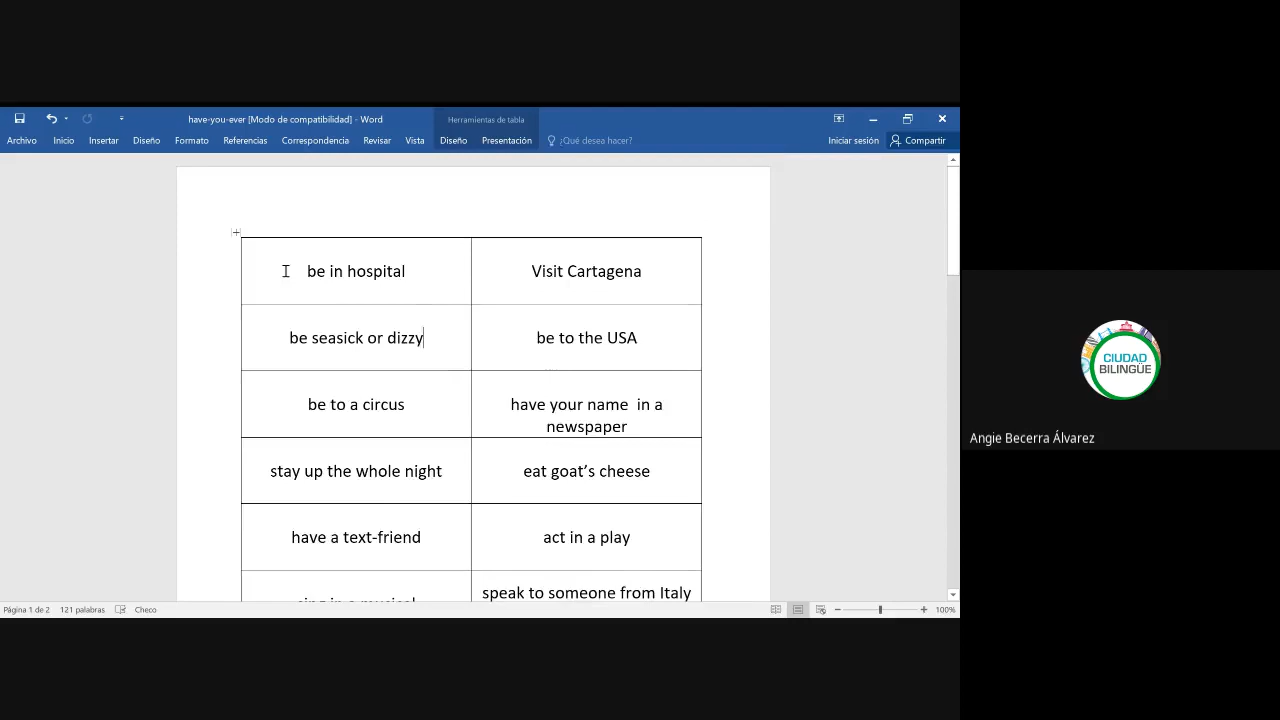 have-you-ever [Modo de compatibilidad] - Word
Herramientas de tabla
Archivo
Inicio
Insertar
Diseño
Formato
Referencias
Correspondencia
Revisar
Vista
Diseño
Presentación
¿Qué desea hacer?
Iniciar sesión
Compartir
be in hospital
Visit Cartagena
be seasick or dizzy
be to the USA
be to a circus
have your name  in a
newspaper
stay up the whole night
eat goat's cheese
have a text-friend
act in a play
sing in a musical
speak to someone from Italy
Página 1 de 2
121 palabras
Checo
100%
CIUDAD
BILINGÜE
Angie Becerra Álvarez